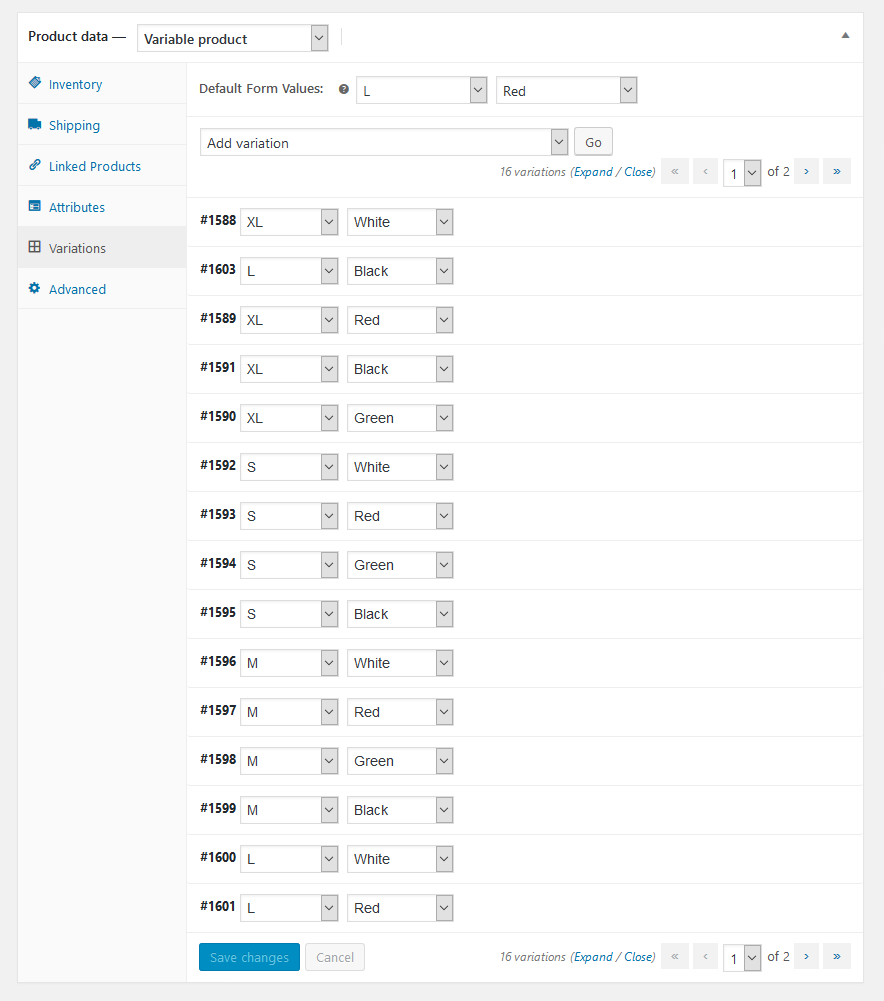 Product data — Variable product
Inventory
Shipping
Linked Products
Attributes
Variations
Advanced
Default Form Values: ? L Red
Add variation Go
16 variations (Expand / Close) « ‹ 1 of 2 › »
#1588 XL White
#1603 L Black
#1589 XL Red
#1591 XL Black
#1590 XL Green
#1592 S White
#1593 S Red
#1594 S Green
#1595 S Black
#1596 M White
#1597 M Red
#1598 M Green
#1599 M Black
#1600 L White
#1601 L Red
Save changes Cancel 16 variations (Expand / Close) « ‹ 1 of 2 › »